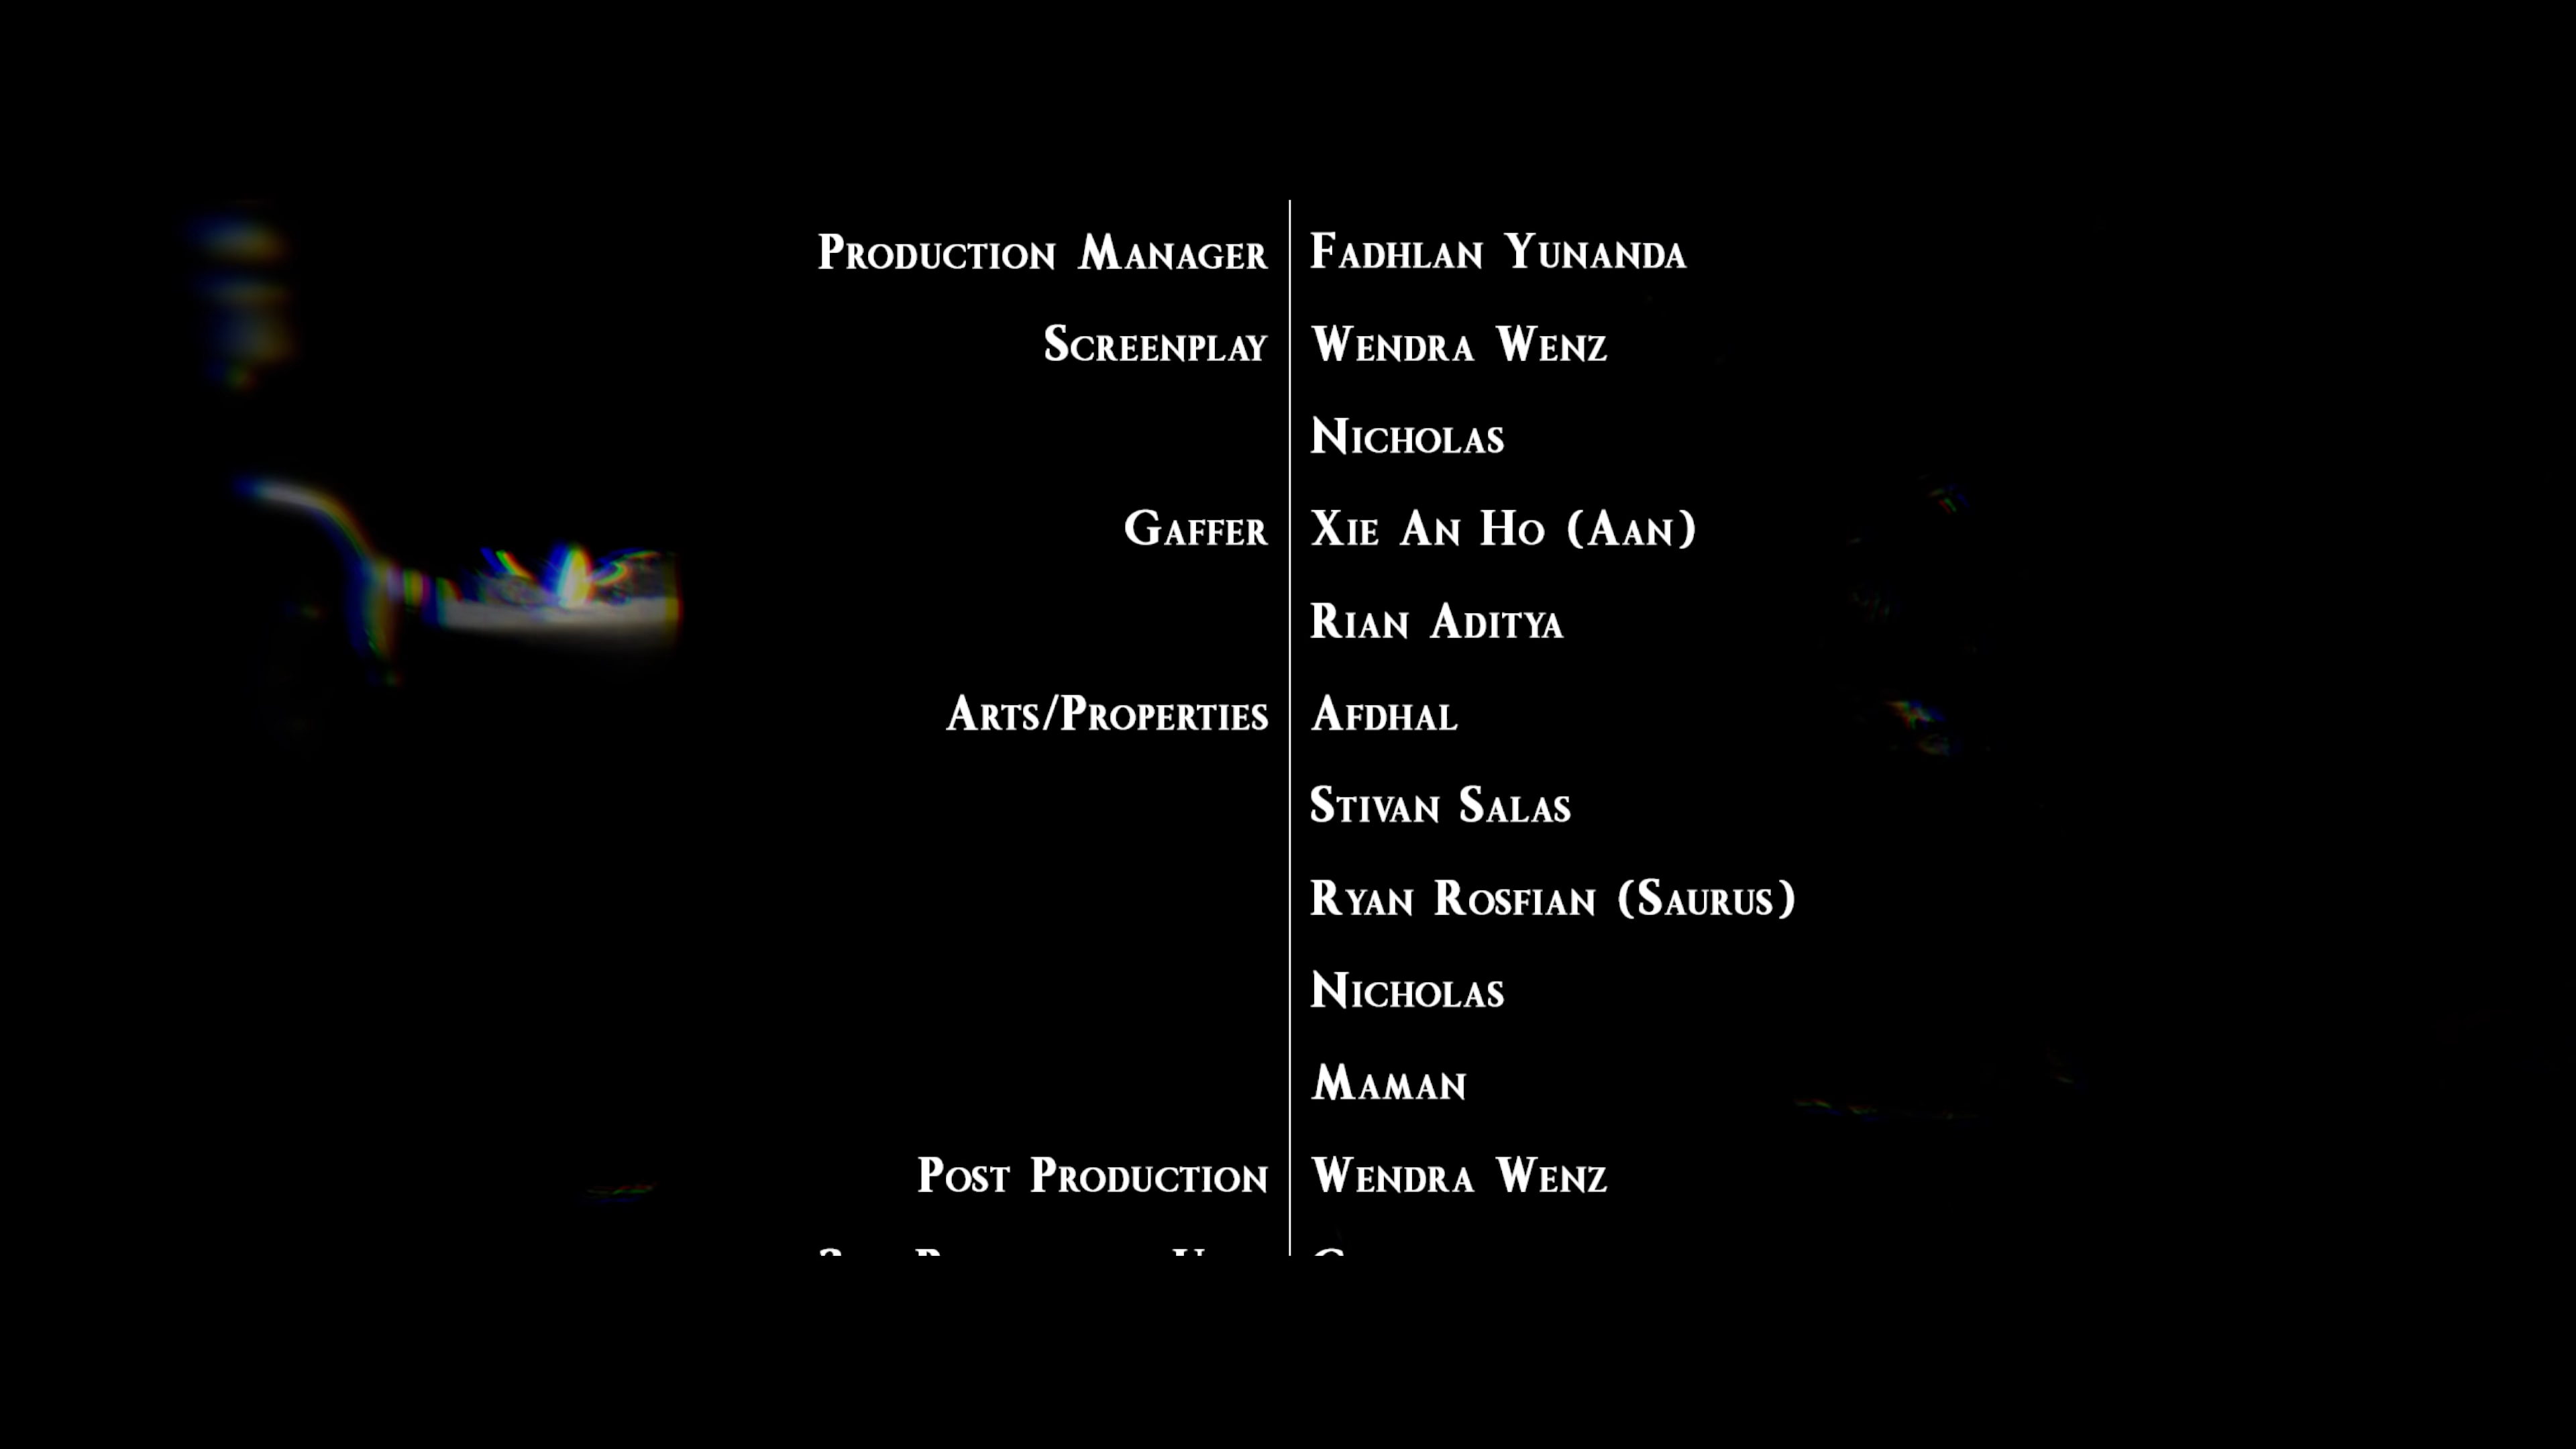 Production Manager Fadhlan Yunanda
Screenplay Wendra Wenz
Nicholas
Gaffer Xie An Ho (Aan)
Rian Aditya
Arts/Properties Afdhal
Stivan Salas
Ryan Rosfian (Saurus)
Nicholas
Maman
Post Production Wendra Wenz